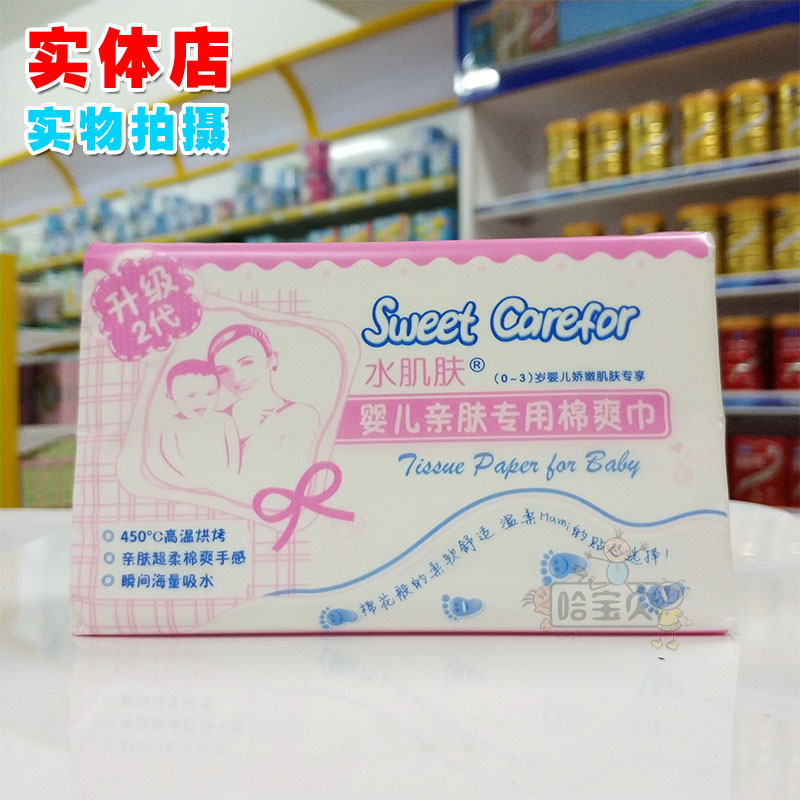 实体店
实物拍摄
升级
2代
Sweet Carefor
水肌肤®
(0~3)岁婴儿娇嫩肌肤专享
婴儿亲肤专用棉爽巾
Tissue Paper for Baby
450℃高温烘烤
亲肤超柔棉爽手感
瞬间海量吸水
棉花般的柔软舒适 温柔Mami的贴心选择!
哈宝贝